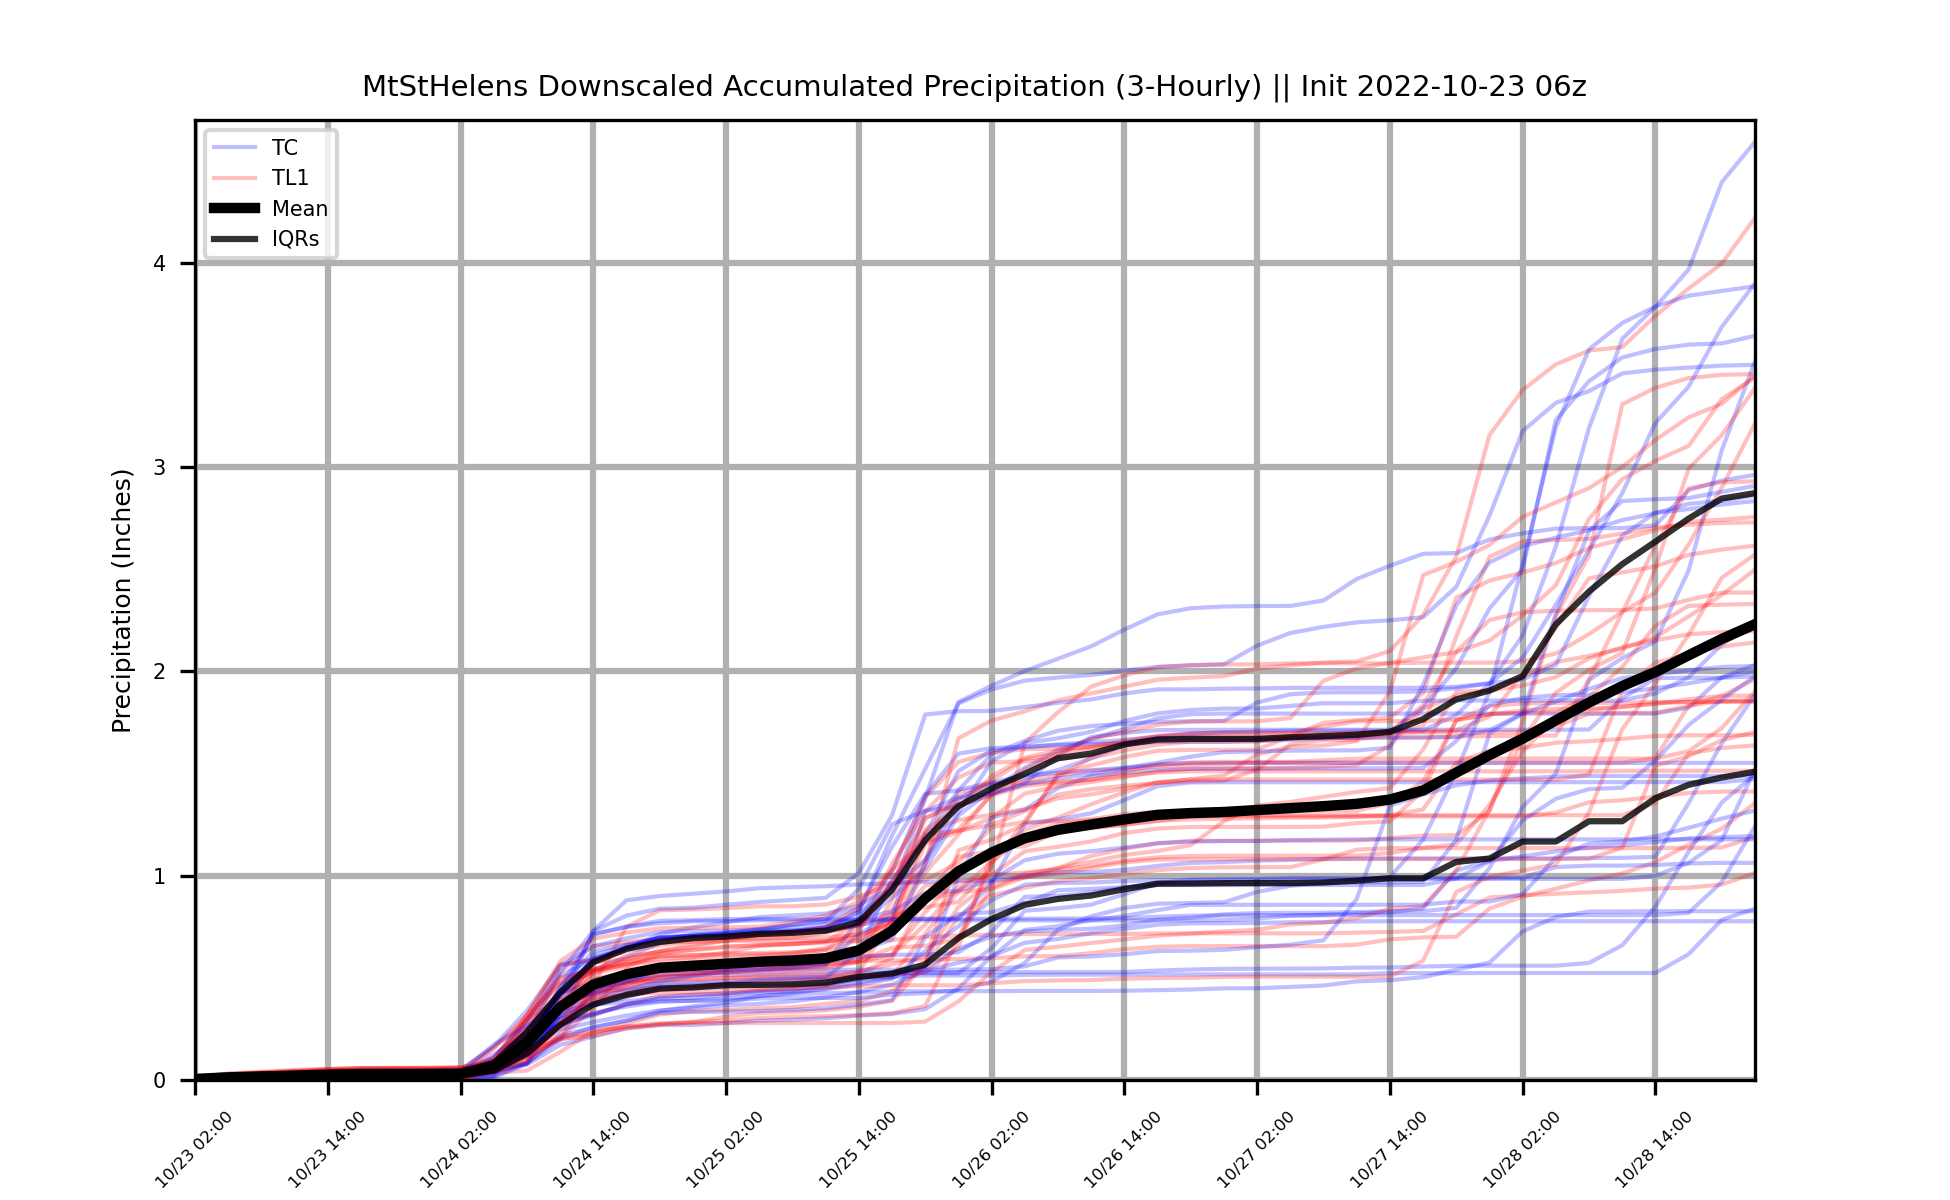 MtStHelens Downscaled Accumulated Precipitation (3-Hourly) || Init 2022-10-23 06z
TC
TL1
Mean
IQRs
Precipitation (Inches)
4
3
2
1
0
10/23 02:00
10/23 14:00
10/24 02:00
10/24 14:00
10/25 02:00
10/25 14:00
10/26 02:00
10/26 14:00
10/27 02:00
10/27 14:00
10/28 02:00
10/28 14:00